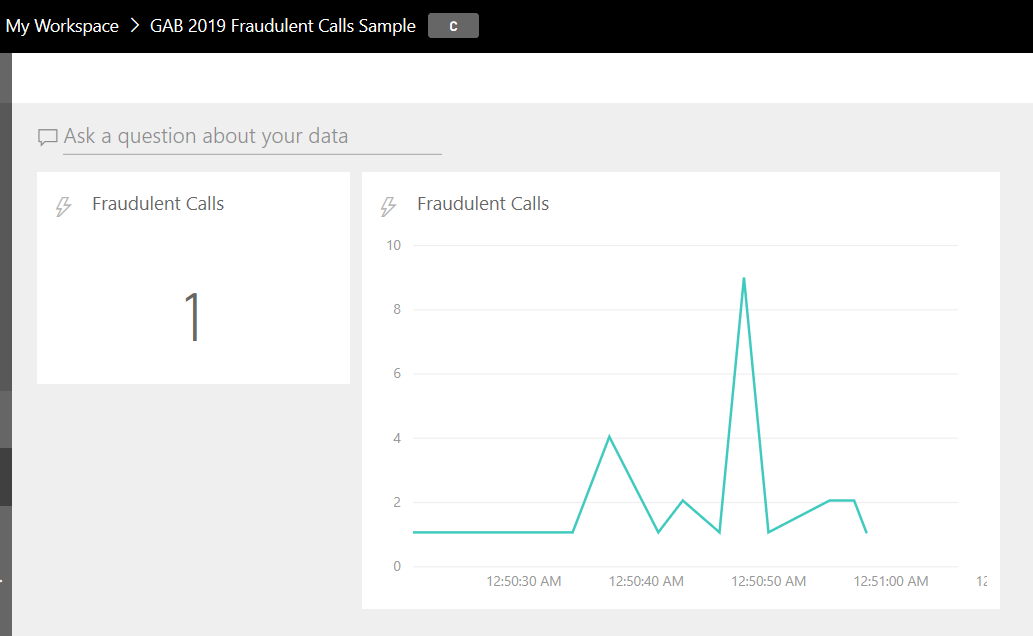 My Workspace > GAB 2019 Fraudulent Calls Sample C
Ask a question about your data
Fraudulent Calls
1
Fraudulent Calls
10
8
6
4
2
0
12:50:30 AM 12:50:40 AM 12:50:50 AM 12:51:00 AM 12